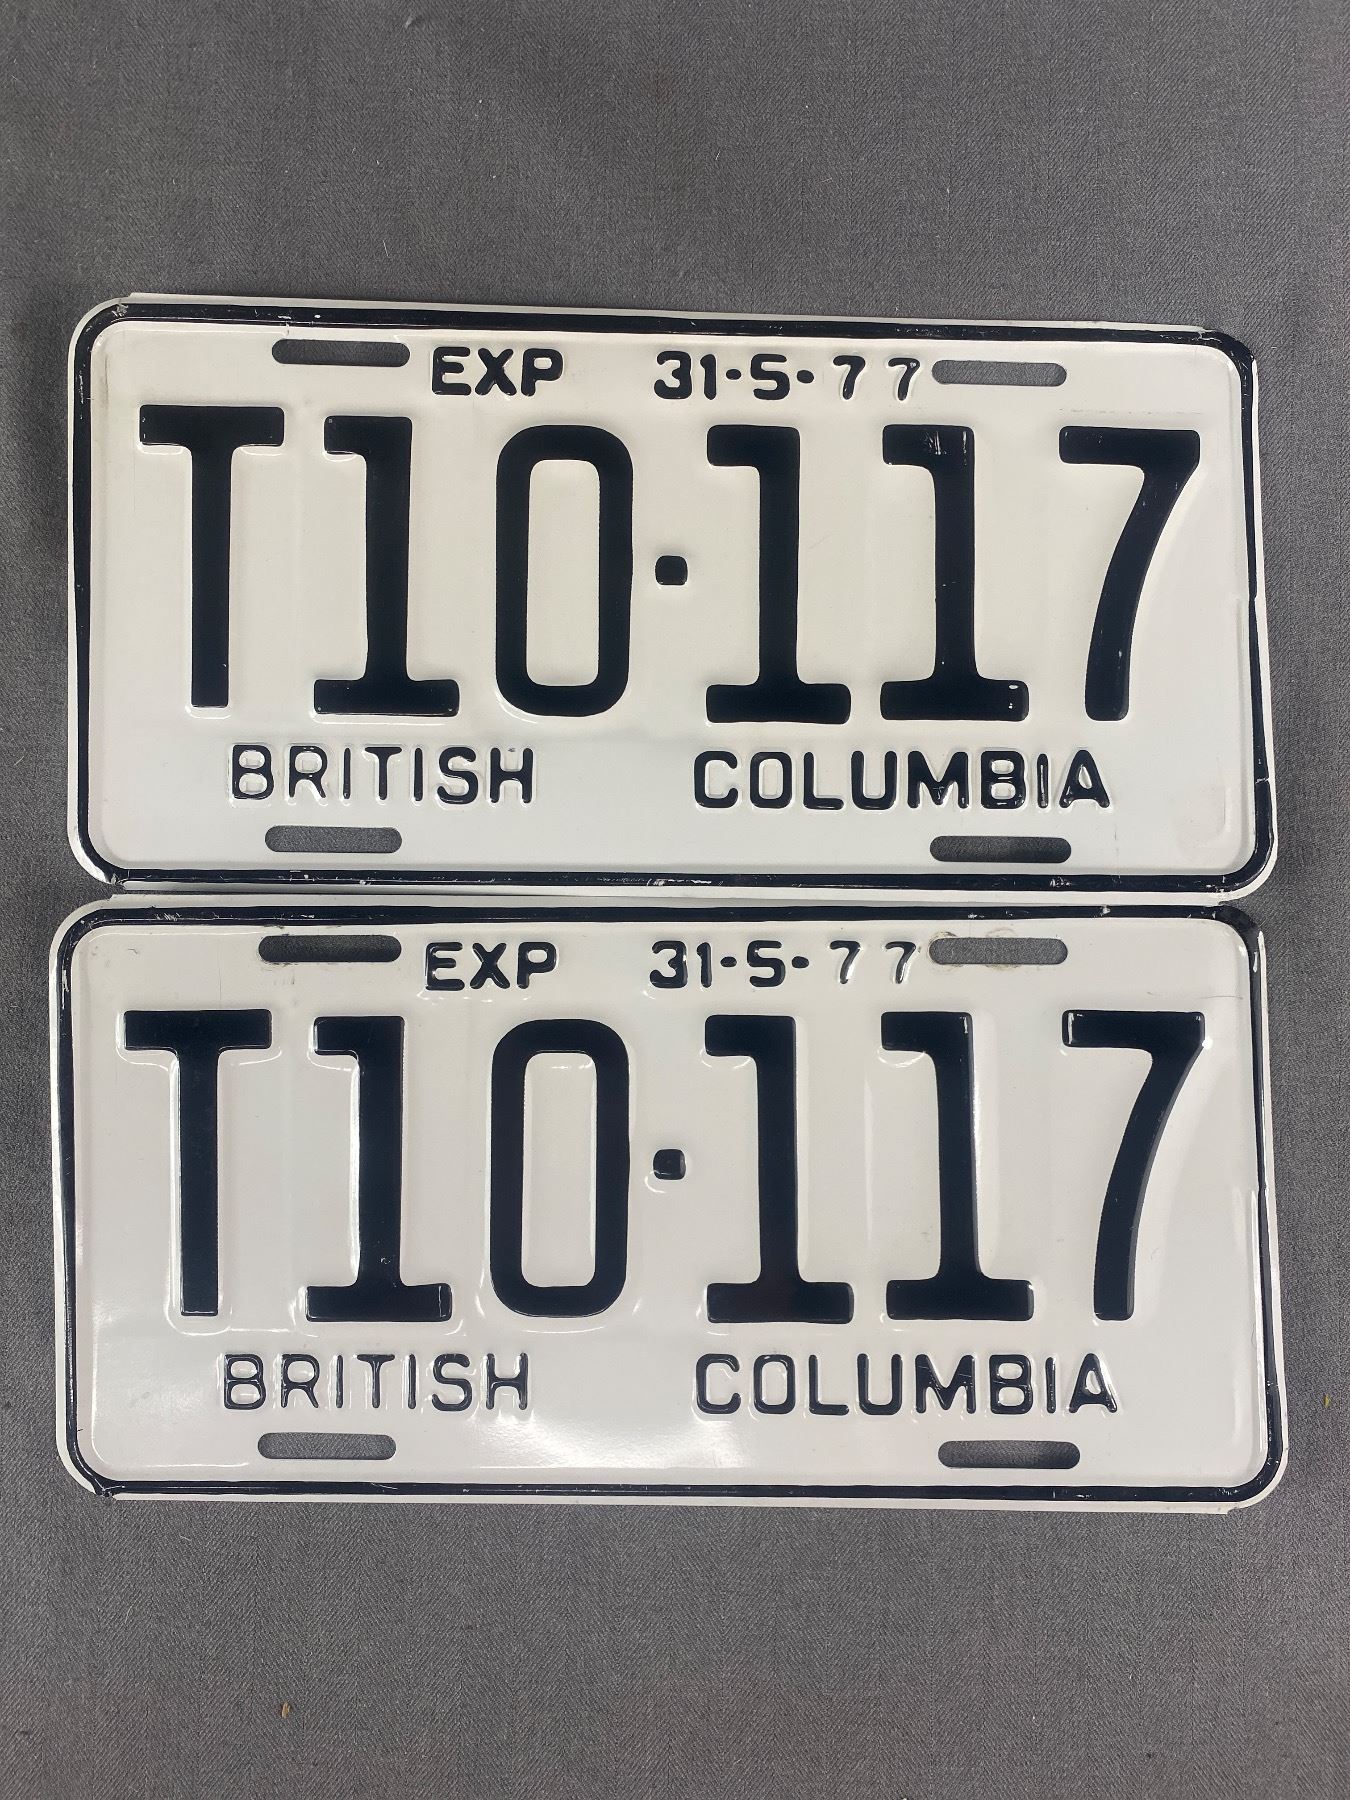 EXP 31-5-77
T10·117
BRITISH COLUMBIA
EXP 31-5-77
T10·117
BRITISH COLUMBIA